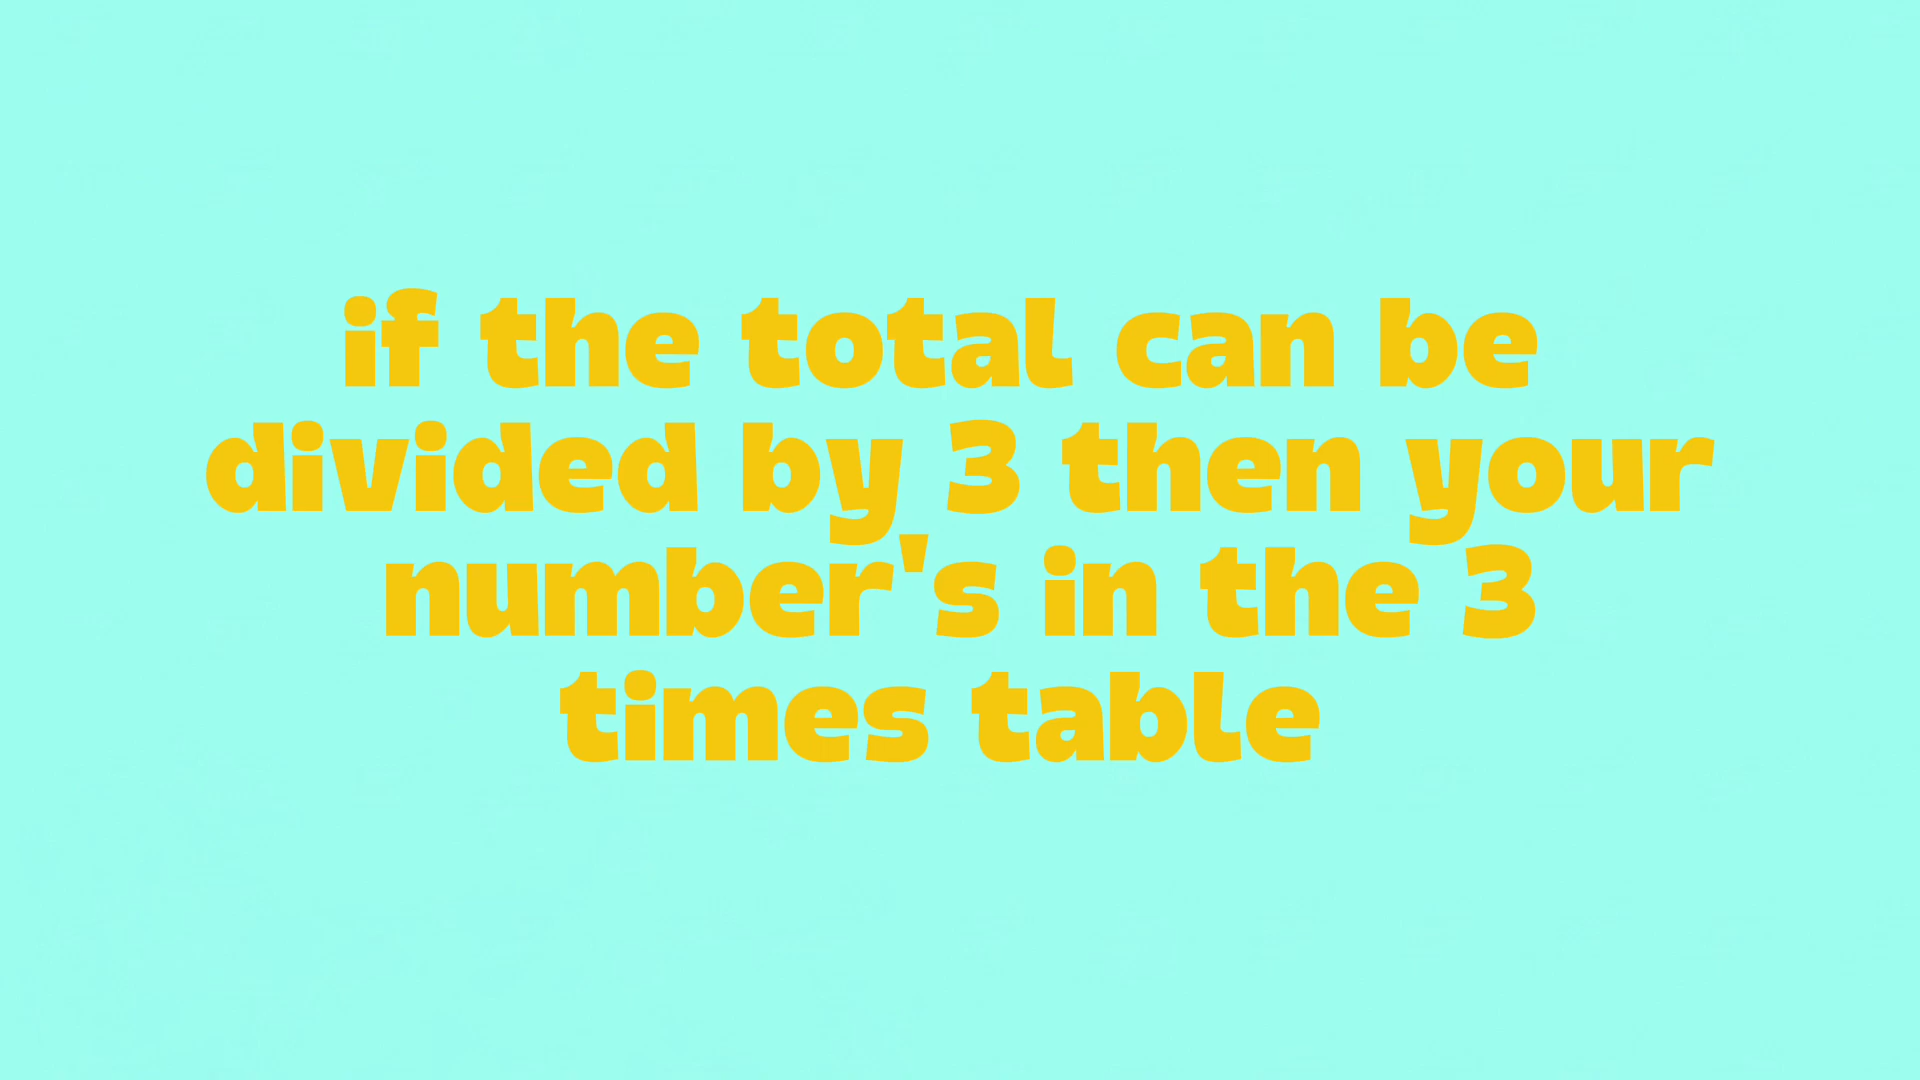 if the total can be
divided by 3 then your
number's in the 3
times table